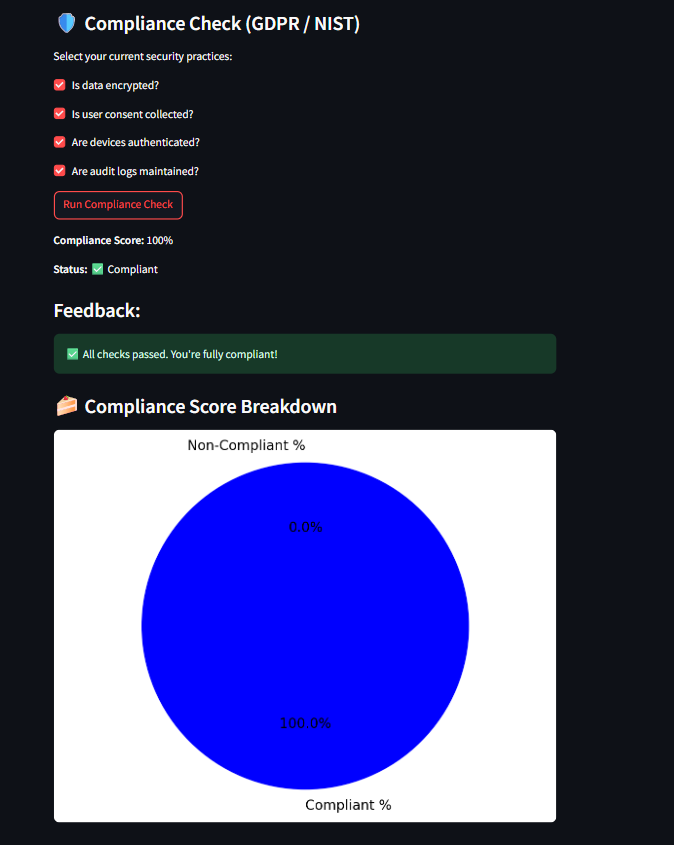 Compliance Check (GDPR / NIST)
Select your current security practices:
Is data encrypted?
Is user consent collected?
Are devices authenticated?
Are audit logs maintained?
Run Compliance Check
Compliance Score: 100%
Status: ✅ Compliant
Feedback:
✅ All checks passed. You're fully compliant!
Compliance Score Breakdown
Non-Compliant %
0.0%
100.0%
Compliant %